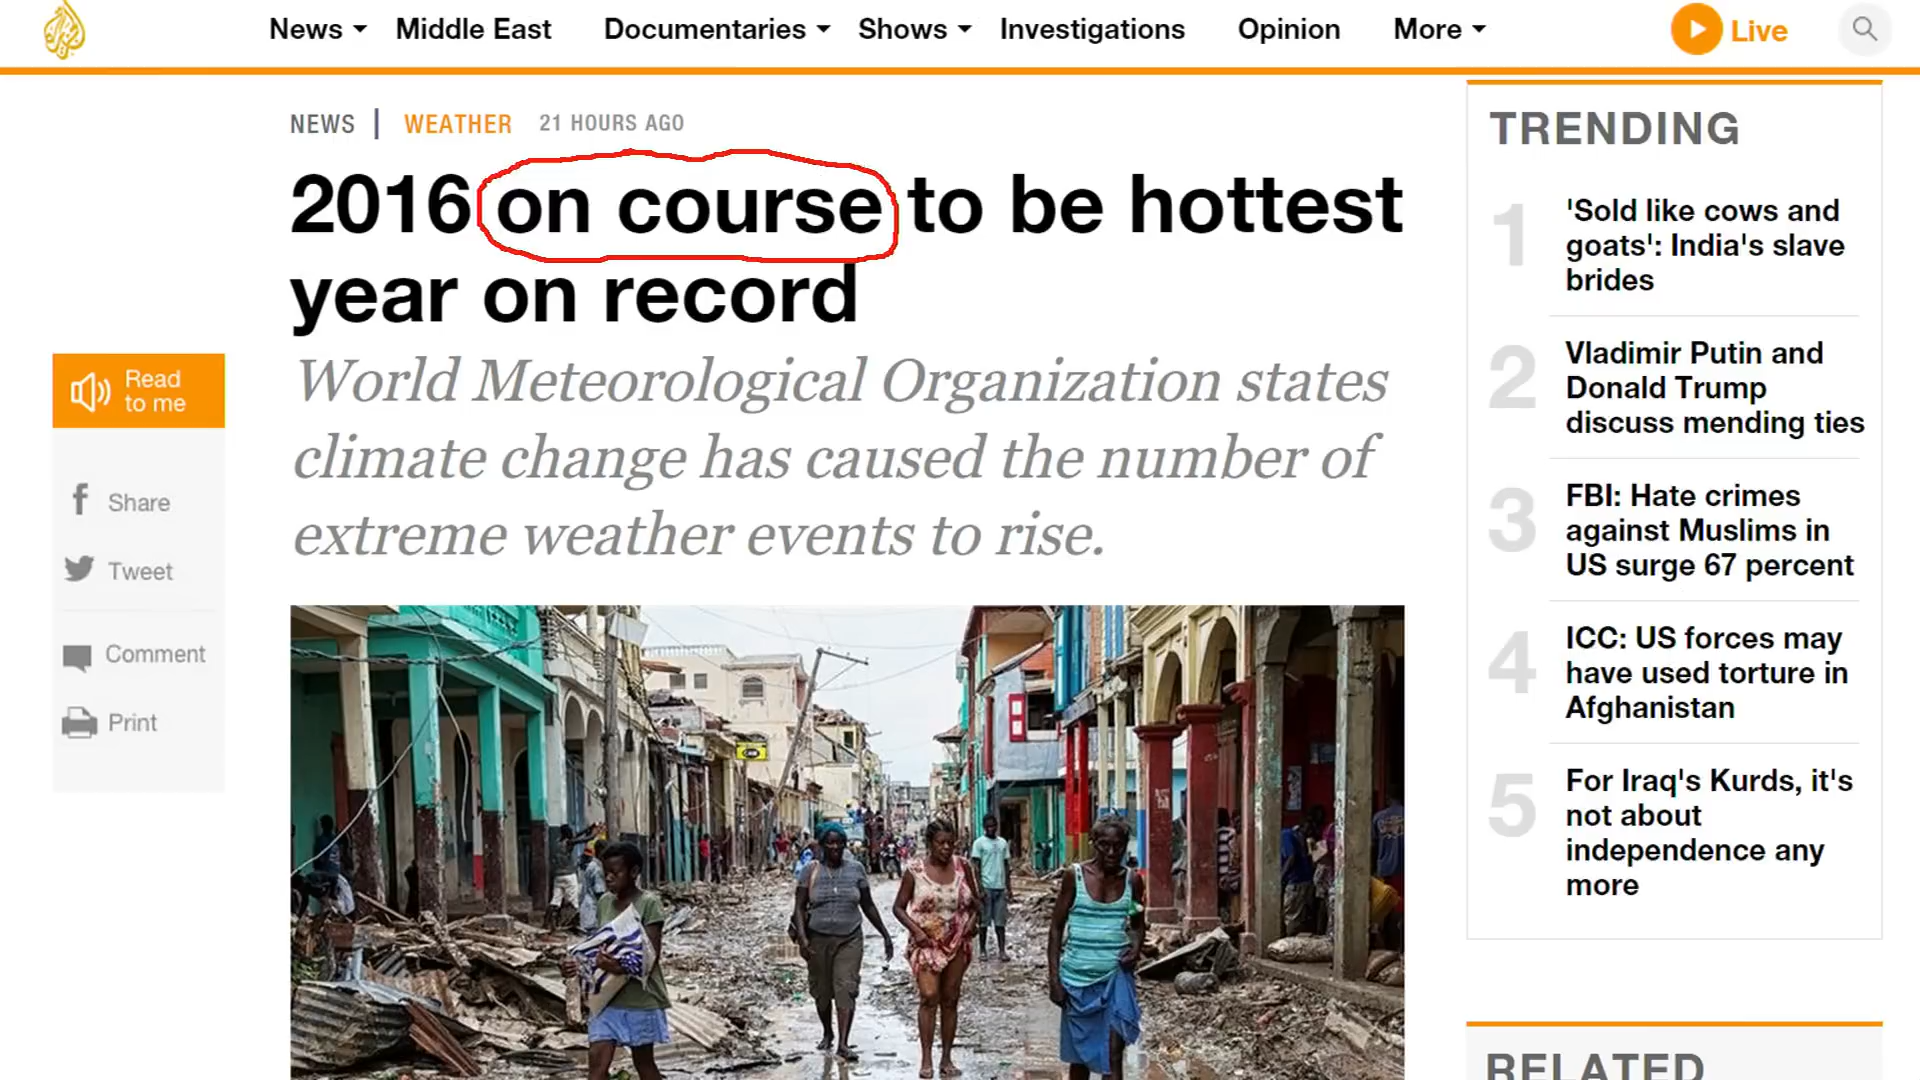 News Middle East Documentaries Shows Investigations Opinion More Live
NEWS | WEATHER 21 HOURS AGO
2016 on course to be hottest
year on record
World Meteorological Organization states
climate change has caused the number of
extreme weather events to rise.
Read
to me
Share
Tweet
Comment
Print
TRENDING
1
'Sold like cows and
goats': India's slave
brides
2
Vladimir Putin and
Donald Trump
discuss mending ties
3
FBI: Hate crimes
against Muslims in
US surge 67 percent
4
ICC: US forces may
have used torture in
Afghanistan
5
For Iraq's Kurds, it's
not about
independence any
more
RELATED